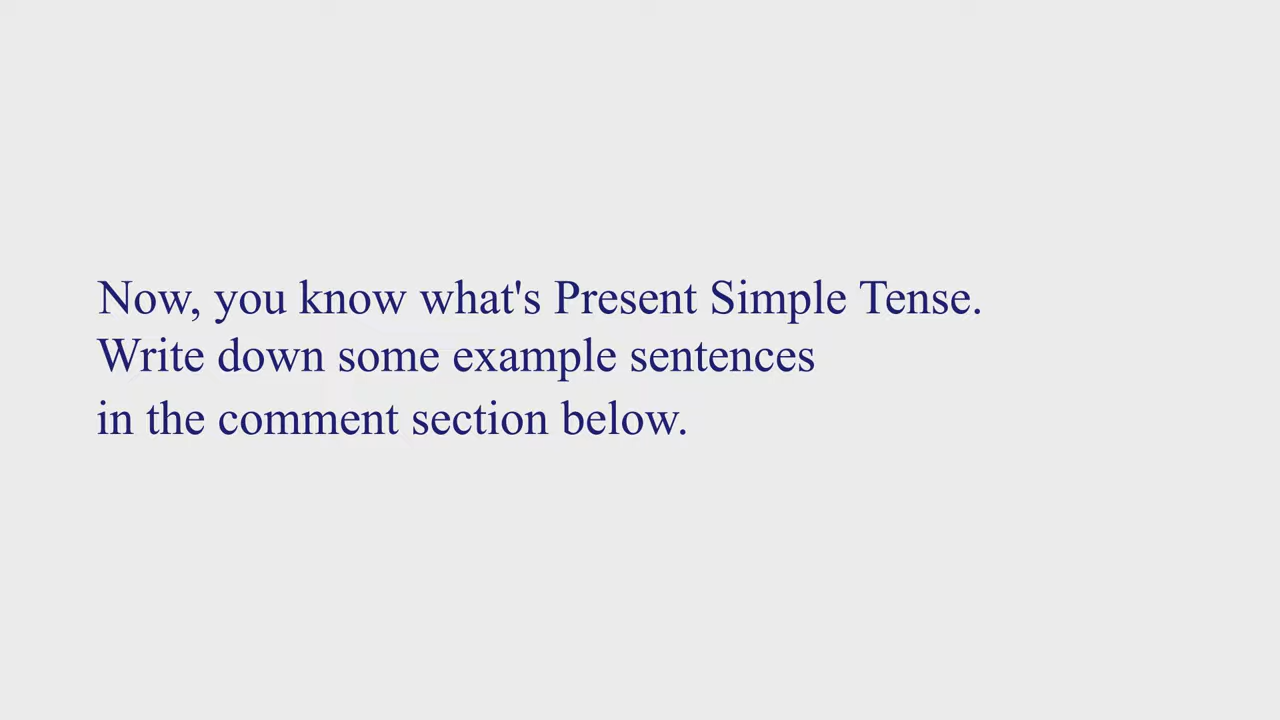 Now, you know what's Present Simple Tense.
Write down some example sentences
in the comment section below.